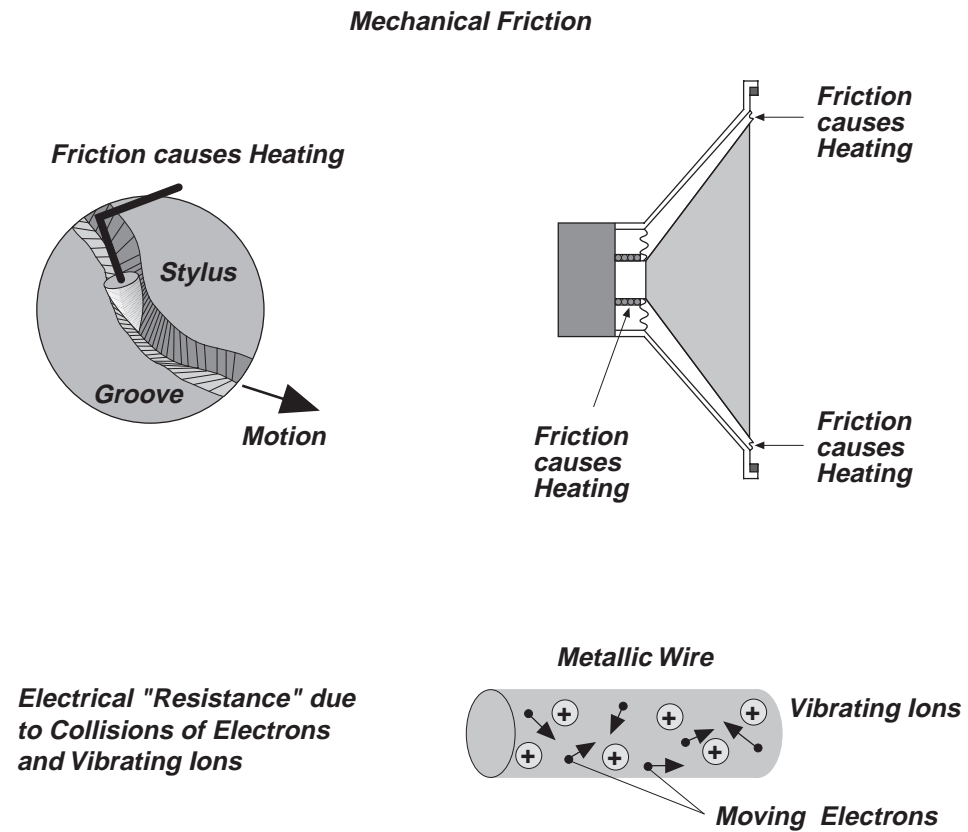 Mechanical Friction
Friction causes Heating
Stylus
Groove
Motion
Friction
causes
Heating
Friction
causes
Heating
Friction
causes
Heating
Electrical "Resistance" due
to Collisions of Electrons
and Vibrating Ions
Metallic Wire
Vibrating Ions
+
+
+
+
+
+
Moving Electrons